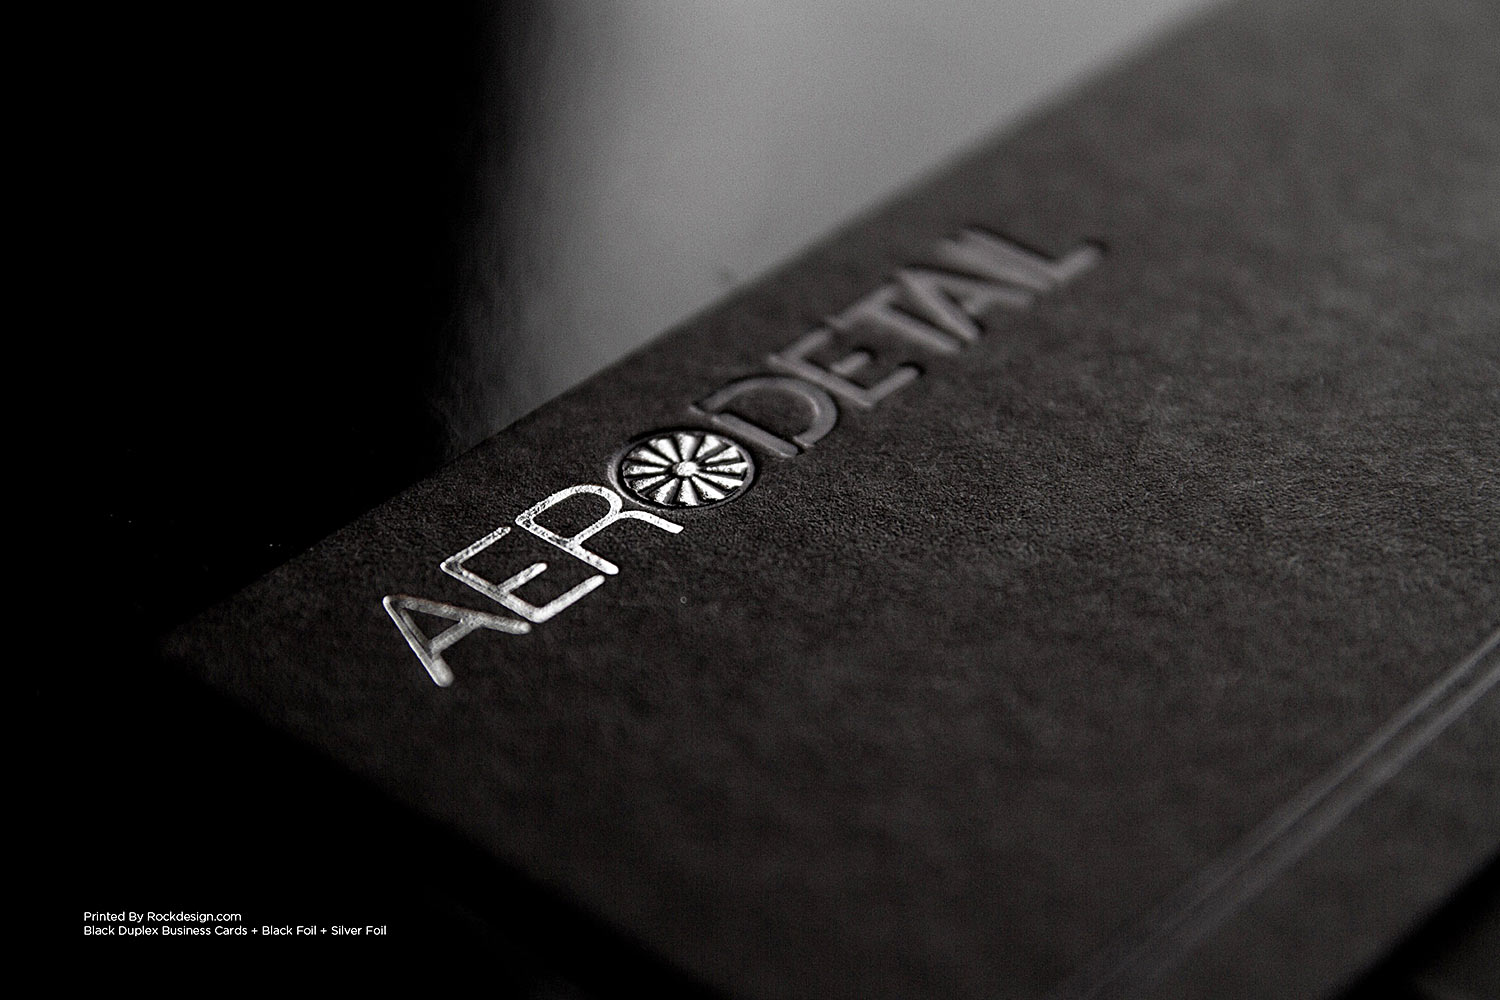 AERODETAIL
Printed By Rockdesign.com
Black Duplex Business Cards + Black Foil + Silver Foil